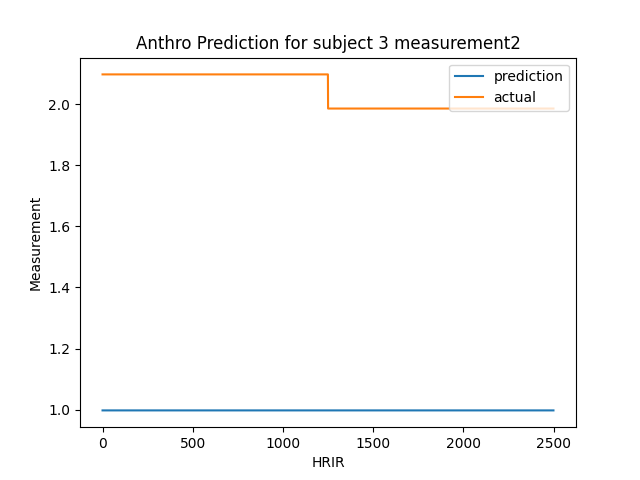 Anthro Prediction for subject 3 measurement2
prediction
actual
Measurement
2.0
1.8
1.6
1.4
1.2
1.0
0 500 1000 1500 2000 2500
HRIR